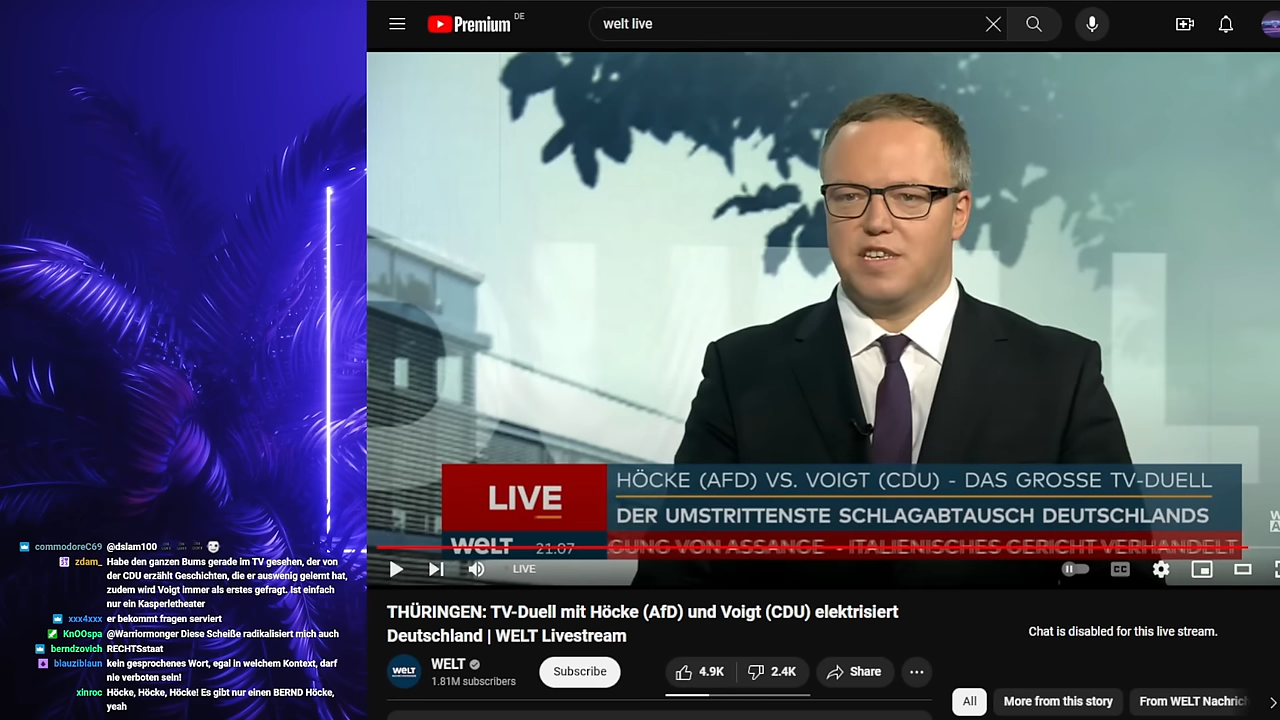 Premium DE
welt live
HÖCKE (AFD) VS. VOIGT (CDU) - DAS GROSSE TV-DUELL
LIVE
DER UMSTRITTENSTE SCHLAGABTAUSCH DEUTSCHLANDS
WELT 21:07 GUNG VON ASSANGE - ITALIENISCHES GERICHT VERHANDELT
LIVE
CC
THÜRINGEN: TV-Duell mit Höcke (AfD) und Voigt (CDU) elektrisiert
Deutschland | WELT Livestream
Chat is disabled for this live stream.
WELT
1.81M subscribers
Subscribe
4.9K
2.4K
Share
All
More from this story
From WELT Nachric
commodoreC69 @dslam100
zdam_ Habe den ganzen Bums gerade im TV gesehen, der von
der CDU erzählt Geschichten, die er auswenig gelernt hat,
zudem wird Voigt immer als erstes gefragt. Ist einfach
nur ein Kasperletheater
xxx4xxx er bekommt fragen serviert
KnOOspa @Warriormonger Diese Scheiße radikalisiert mich auch
berndzovich RECHTSstaat
blauziblaun kein gesprochenes Wort, egal in welchem Kontext, darf
nie verboten sein!
xinroc Höcke, Höcke, Höcke! Es gibt nur einen BERND Höcke,
yeah